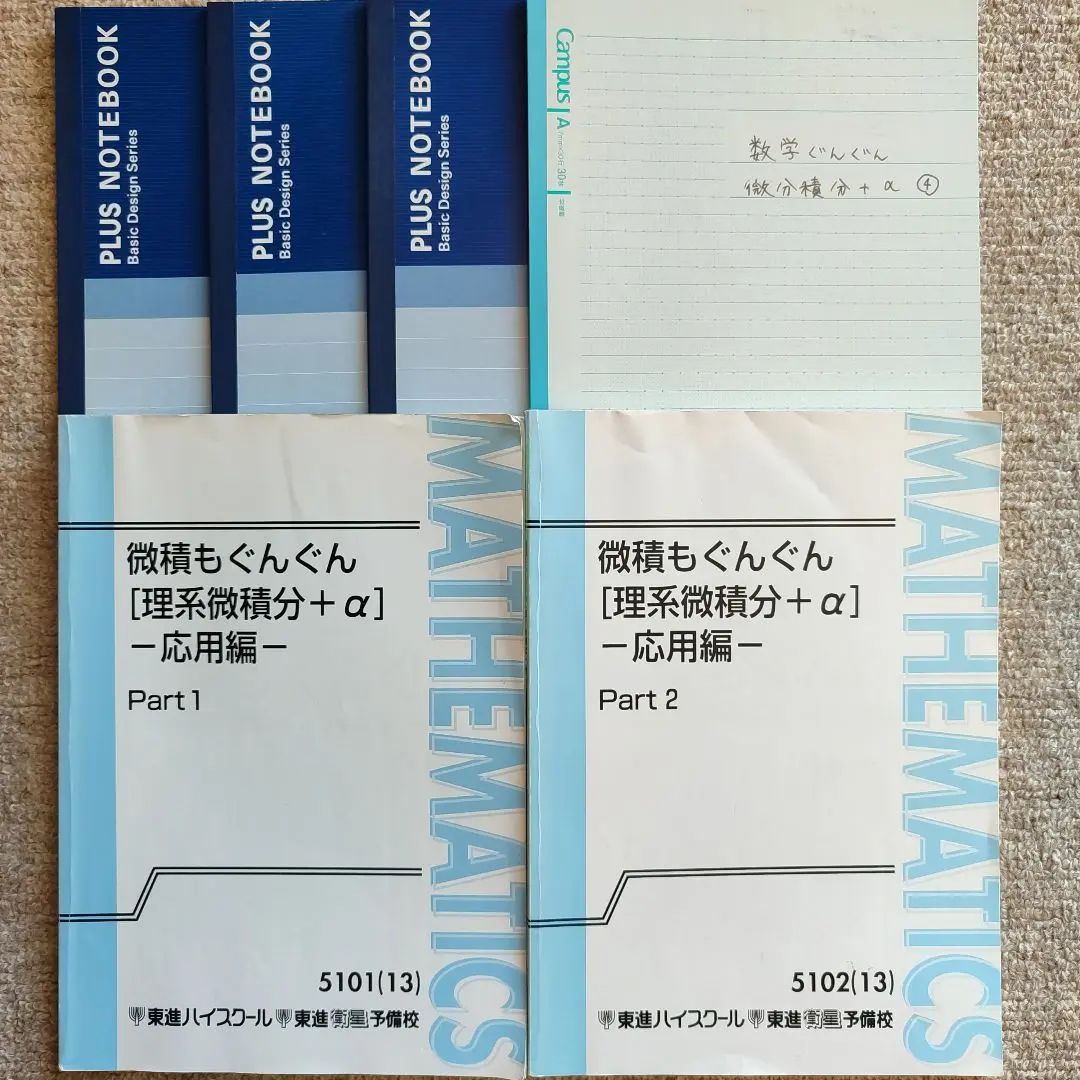 PLUS NOTEBOOK
Basic Design Series
PLUS NOTEBOOK
Basic Design Series
PLUS NOTEBOOK
Basic Design Series
Campus A
30枚
数学ぐんぐん
微分積分+α ④
微積もぐんぐん
[理系微積分+α]
-応用編-
Part 1
5101(13)
東進ハイスクール 東進衛星予備校
MATHEMATICS
微積もぐんぐん
[理系微積分+α]
-応用編-
Part 2
5102(13)
東進ハイスクール 東進衛星予備校
MATHEMATICS